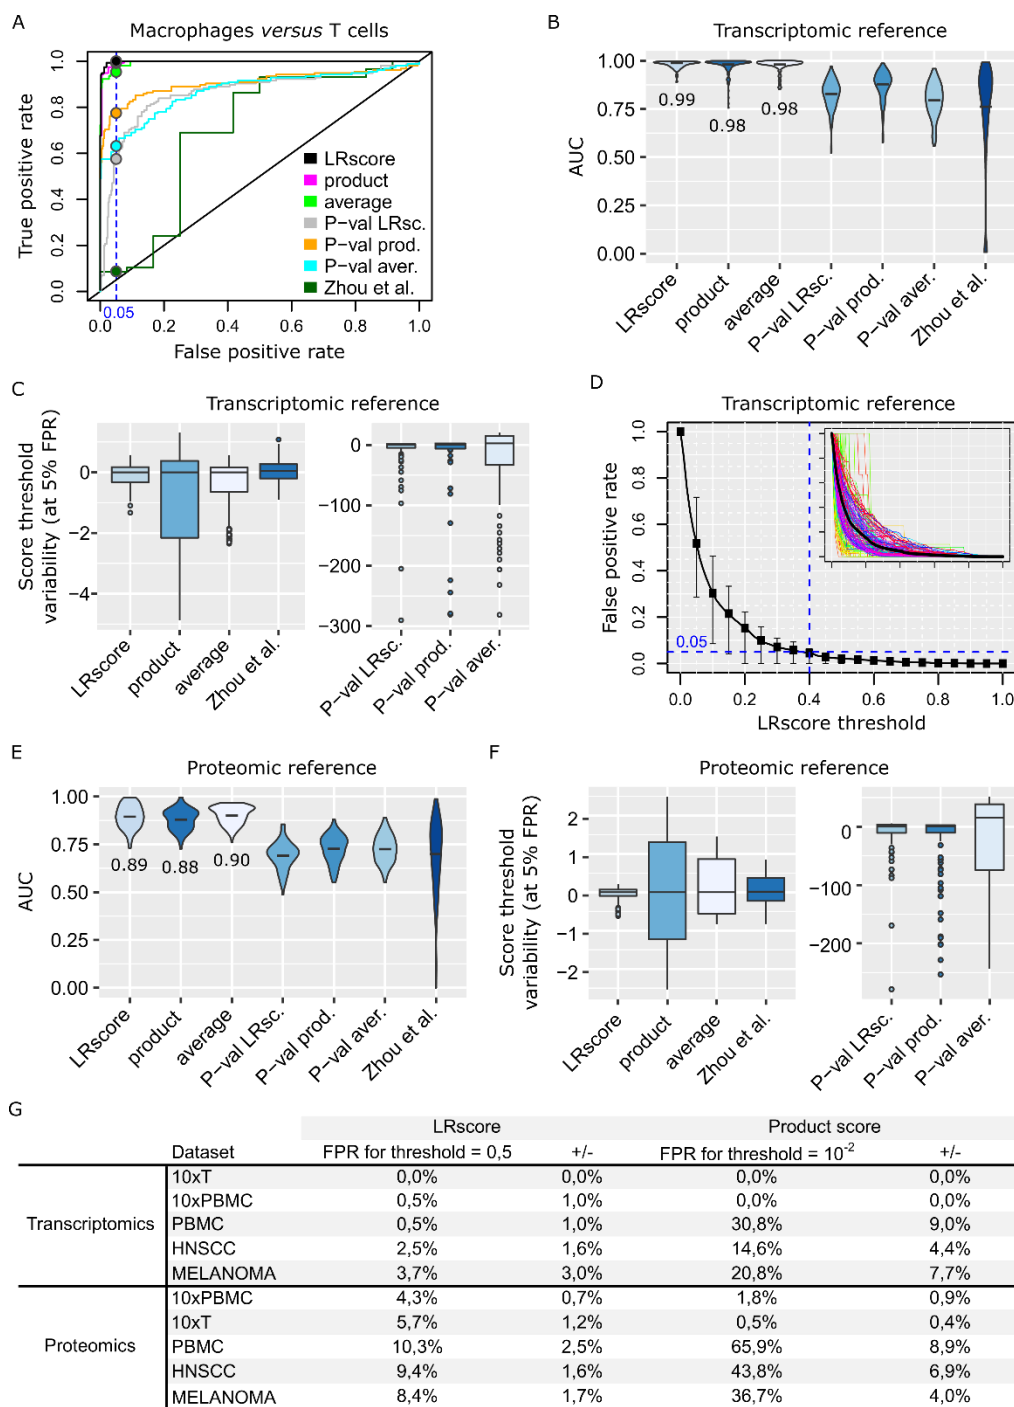 A
Macrophages versus T cells
True positive rate
1.0
0.8
0.6
0.4
0.2
0.0
LRscore
product
average
P-val LRsc.
P-val prod.
P-val aver.
Zhou et al.
0.0 0.2 0.4 0.6 0.8 1.0
0.05
False positive rate
B
Transcriptomic reference
AUC
1.00
0.75
0.50
0.25
0.00
0.99
0.98
0.98
LRscore
product
average
P-val LRsc.
P-val prod.
P-val aver.
Zhou et al.
C
Transcriptomic reference
Score threshold
variability (at 5% FPR)
0
-2
-4
LRscore
product
average
Zhou et al.
0
-100
-200
-300
P-val LRsc.
P-val prod.
P-val aver.
D
Transcriptomic reference
False positive rate
1.0
0.8
0.6
0.4
0.2
0.0
0.05
0.0 0.2 0.4 0.6 0.8 1.0
LRscore threshold
E
Proteomic reference
AUC
1.00
0.75
0.50
0.25
0.00
0.89
0.88
0.90
LRscore
product
average
P-val LRsc.
P-val prod.
P-val aver.
Zhou et al.
F
Proteomic reference
Score threshold
variability (at 5% FPR)
2
1
0
-1
-2
LRscore
product
average
Zhou et al.
0
-100
-200
P-val LRsc.
P-val prod.
P-val aver.
G
LRscore Product score
Dataset FPR for threshold = 0,5 +/- FPR for threshold = 10⁻² +/-
Transcriptomics
10xT 0,0% 0,0% 0,0% 0,0%
10xPBMC 0,5% 1,0% 0,0% 0,0%
PBMC 0,5% 1,0% 30,8% 9,0%
HNSCC 2,5% 1,6% 14,6% 4,4%
MELANOMA 3,7% 3,0% 20,8% 7,7%
Proteomics
10xPBMC 4,3% 0,7% 1,8% 0,9%
10xT 5,7% 1,2% 0,5% 0,4%
PBMC 10,3% 2,5% 65,9% 8,9%
HNSCC 9,4% 1,6% 43,8% 6,9%
MELANOMA 8,4% 1,7% 36,7% 4,0%